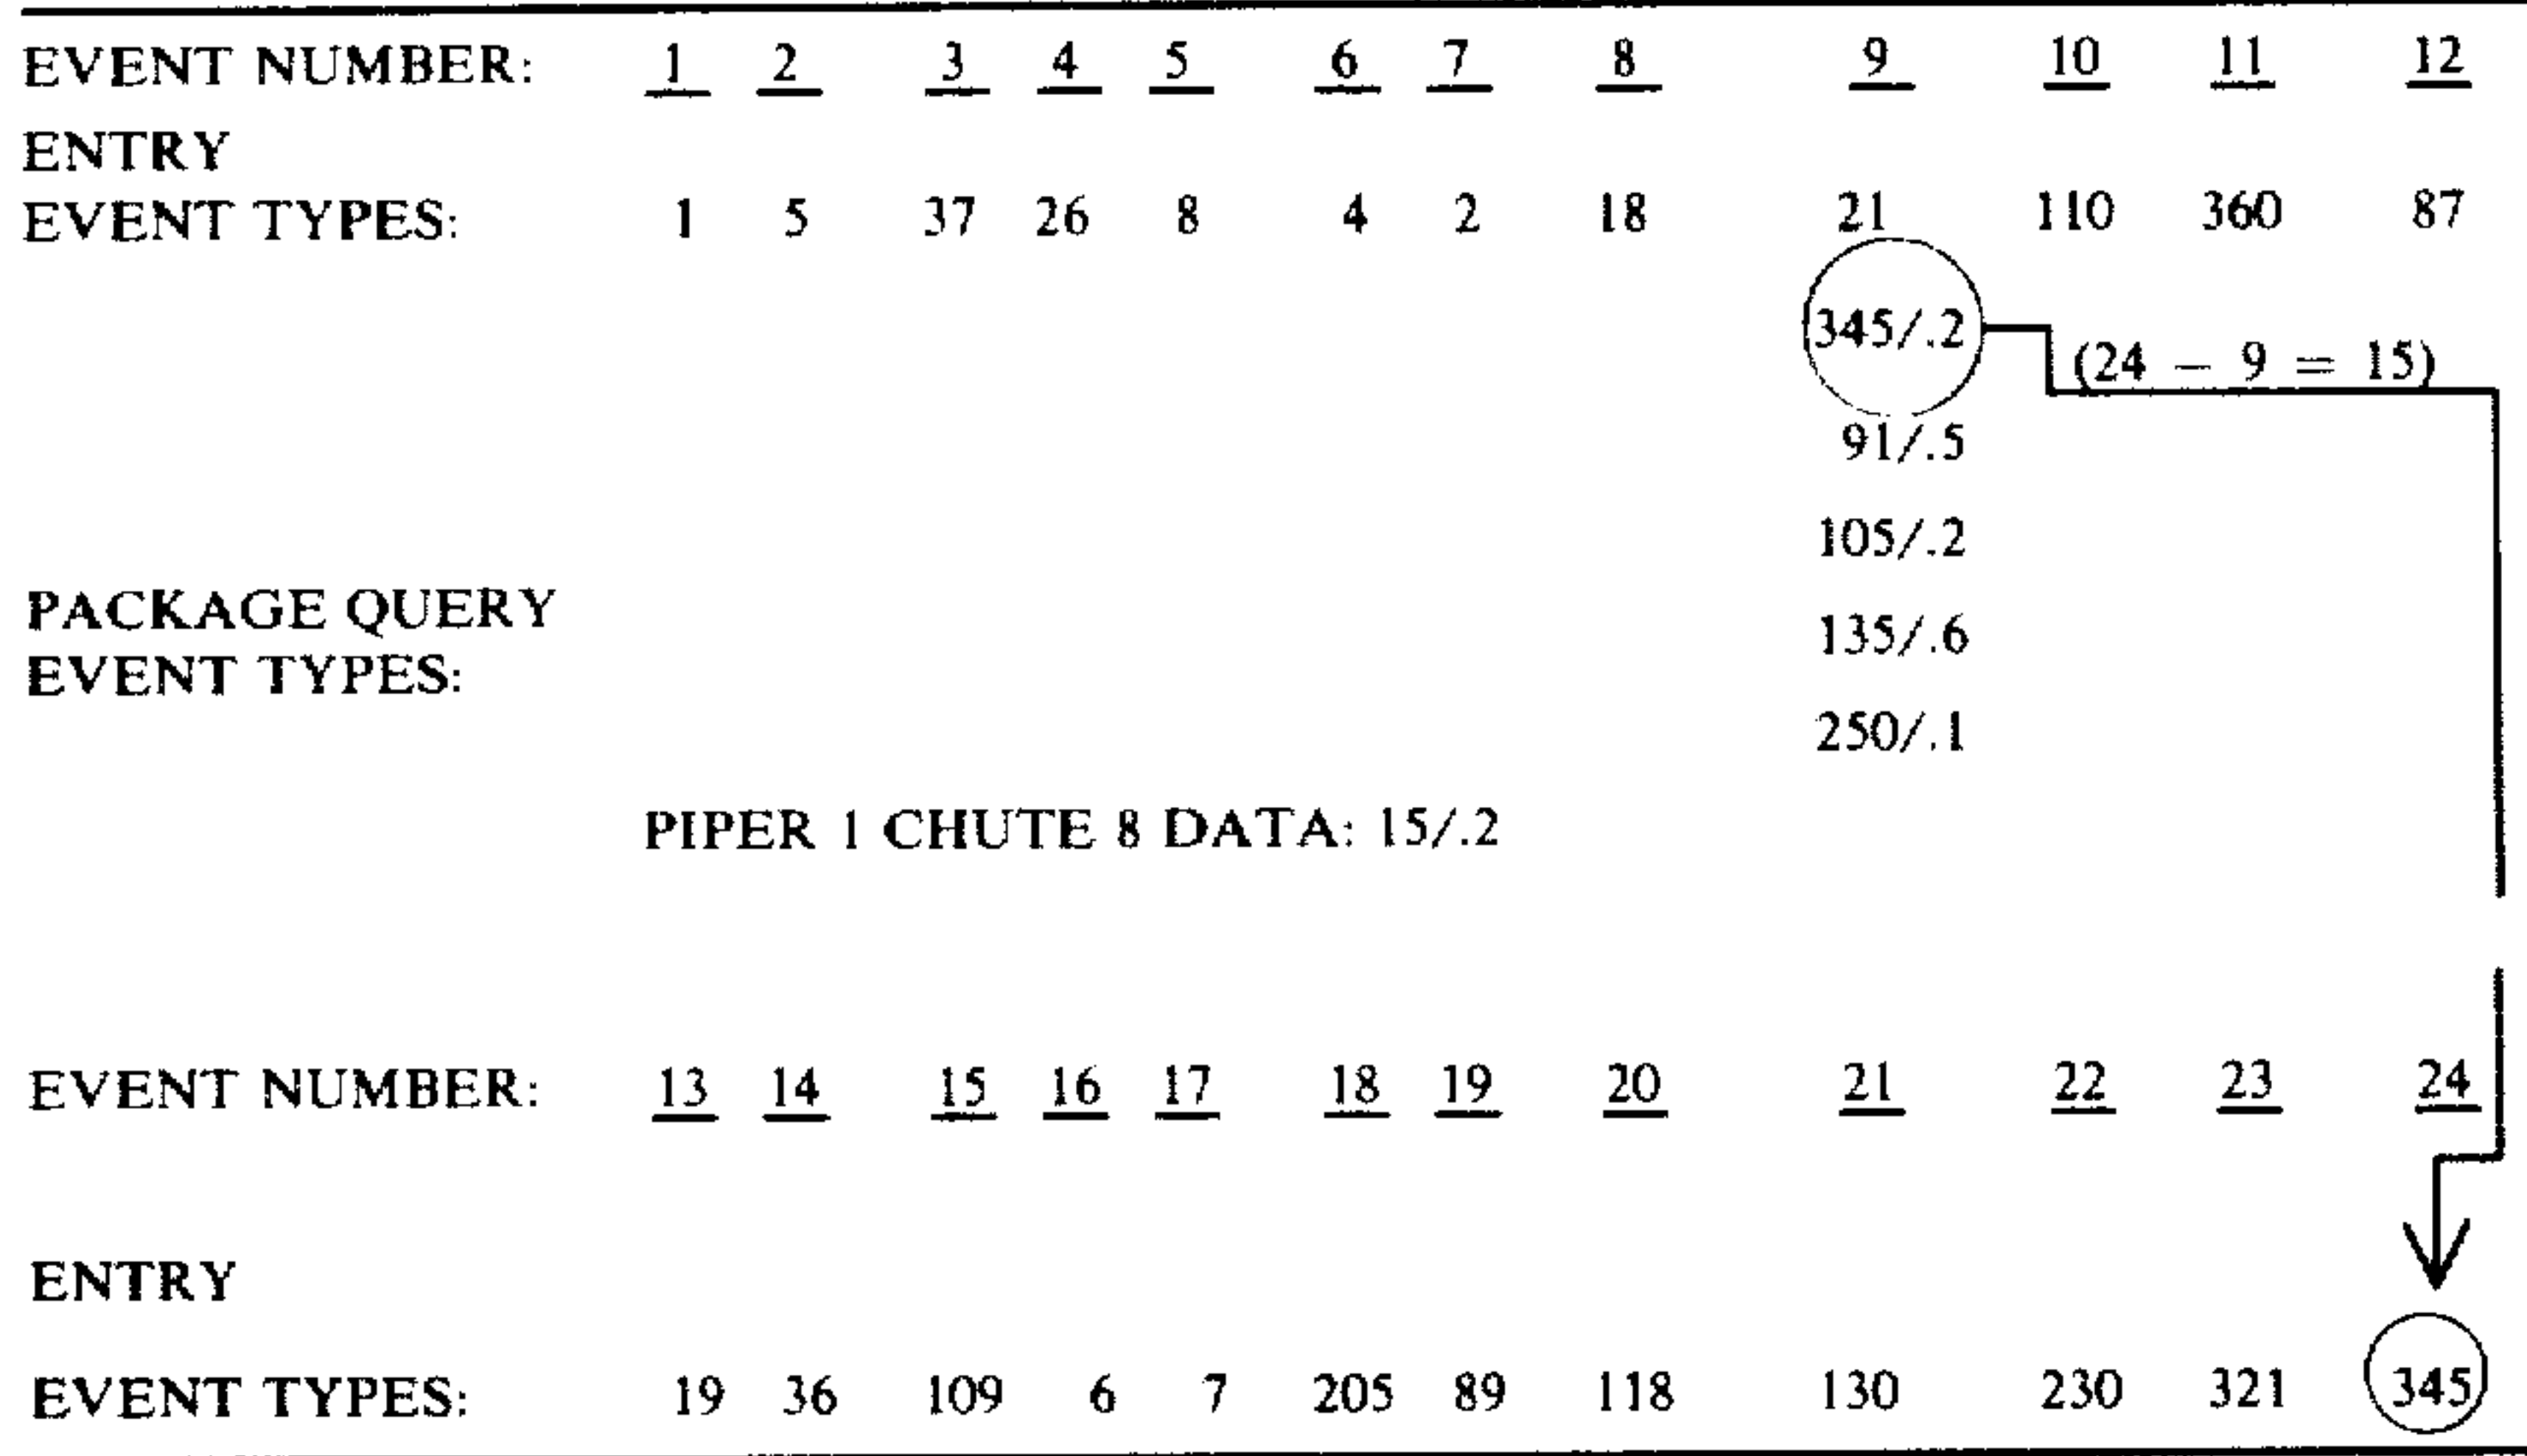 EVENT NUMBER: 1 2 3 4 5 6 7 8 9 10 11 12
ENTRY
EVENT TYPES: 1 5 37 26 8 4 2 18 21 110 360 87
345/.2
(24 – 9 = 15)
91/.5
105/.2
PACKAGE QUERY
135/.6
EVENT TYPES:
250/.1
PIPER 1 CHUTE 8 DATA: 15/.2
EVENT NUMBER: 13 14 15 16 17 18 19 20 21 22 23 24
ENTRY
EVENT TYPES: 19 36 109 6 7 205 89 118 130 230 321 345